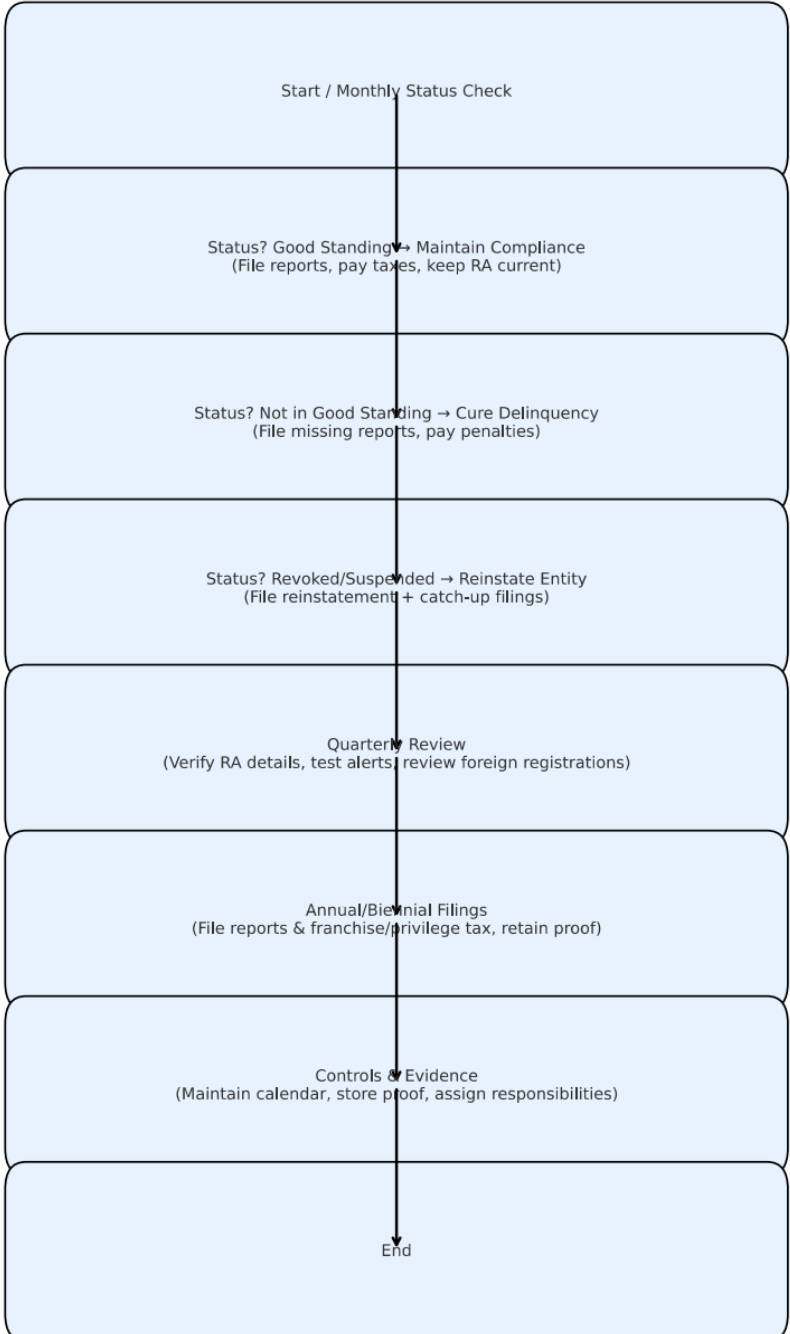 Start / Monthly Status Check
Status? Good Standing → Maintain Compliance
(File reports, pay taxes, keep RA current)
Status? Not in Good Standing → Cure Delinquency
(File missing reports, pay penalties)
Status? Revoked/Suspended → Reinstate Entity
(File reinstatement + catch-up filings)
Quarterly Review
(Verify RA details, test alerts, review foreign registrations)
Annual/Biennial Filings
(File reports & franchise/privilege tax, retain proof)
Controls & Evidence
(Maintain calendar, store proof, assign responsibilities)
End